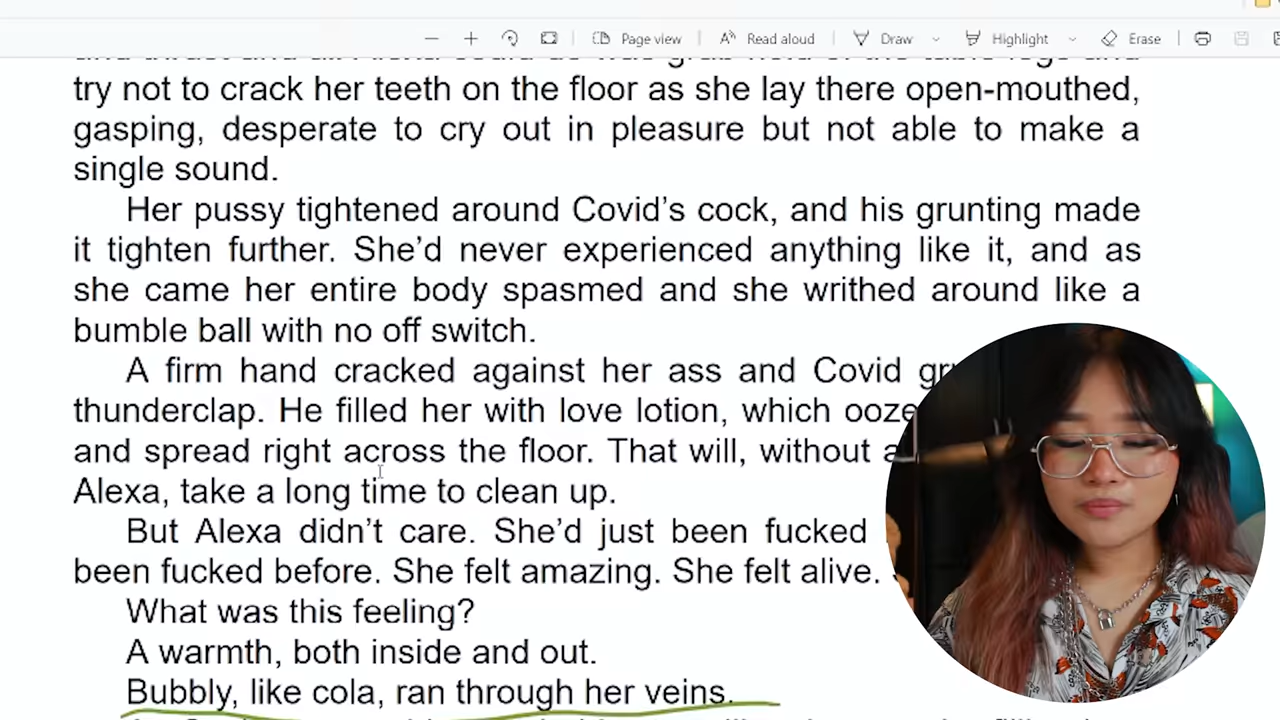 Page view
Read aloud
Draw
Highlight
Erase
try not to crack her teeth on the floor as she lay there open-mouthed,
gasping, desperate to cry out in pleasure but not able to make a
single sound.
Her pussy tightened around Covid's cock, and his grunting made
it tighten further. She'd never experienced anything like it, and as
she came her entire body spasmed and she writhed around like a
bumble ball with no off switch.
A firm hand cracked against her ass and Covid
thunderclap. He filled her with love lotion, which
and spread right across the floor. That will, without
Alexa, take a long time to clean up.
But Alexa didn't care. She'd just been fucked
been fucked before. She felt amazing. She felt alive.
What was this feeling?
A warmth, both inside and out.
Bubbly, like cola, ran through her veins.